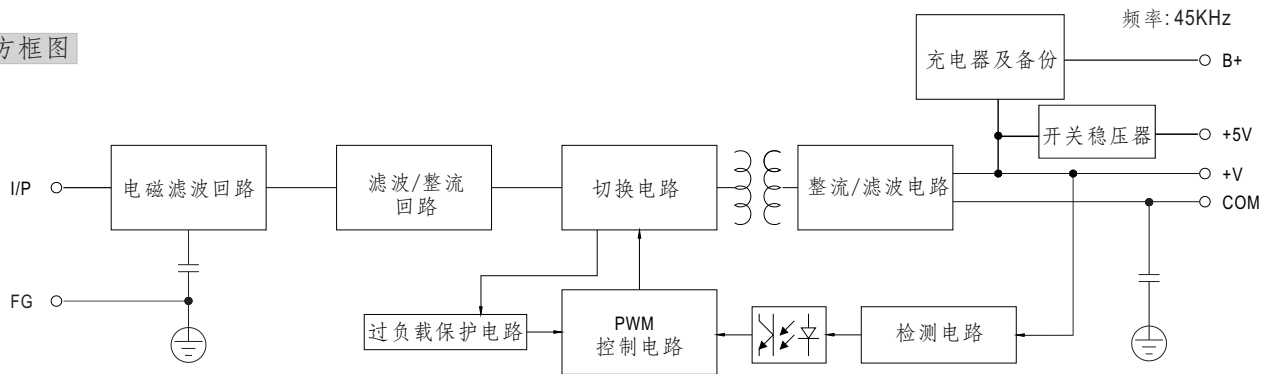 方框图
频率: 45KHz
充电器及备份
B+
开关稳压器
+5V
I/P
电磁滤波回路
滤波/整流
回路
切换电路
整流/滤波电路
+V
COM
FG
过负载保护电路
PWM
控制电路
检测电路